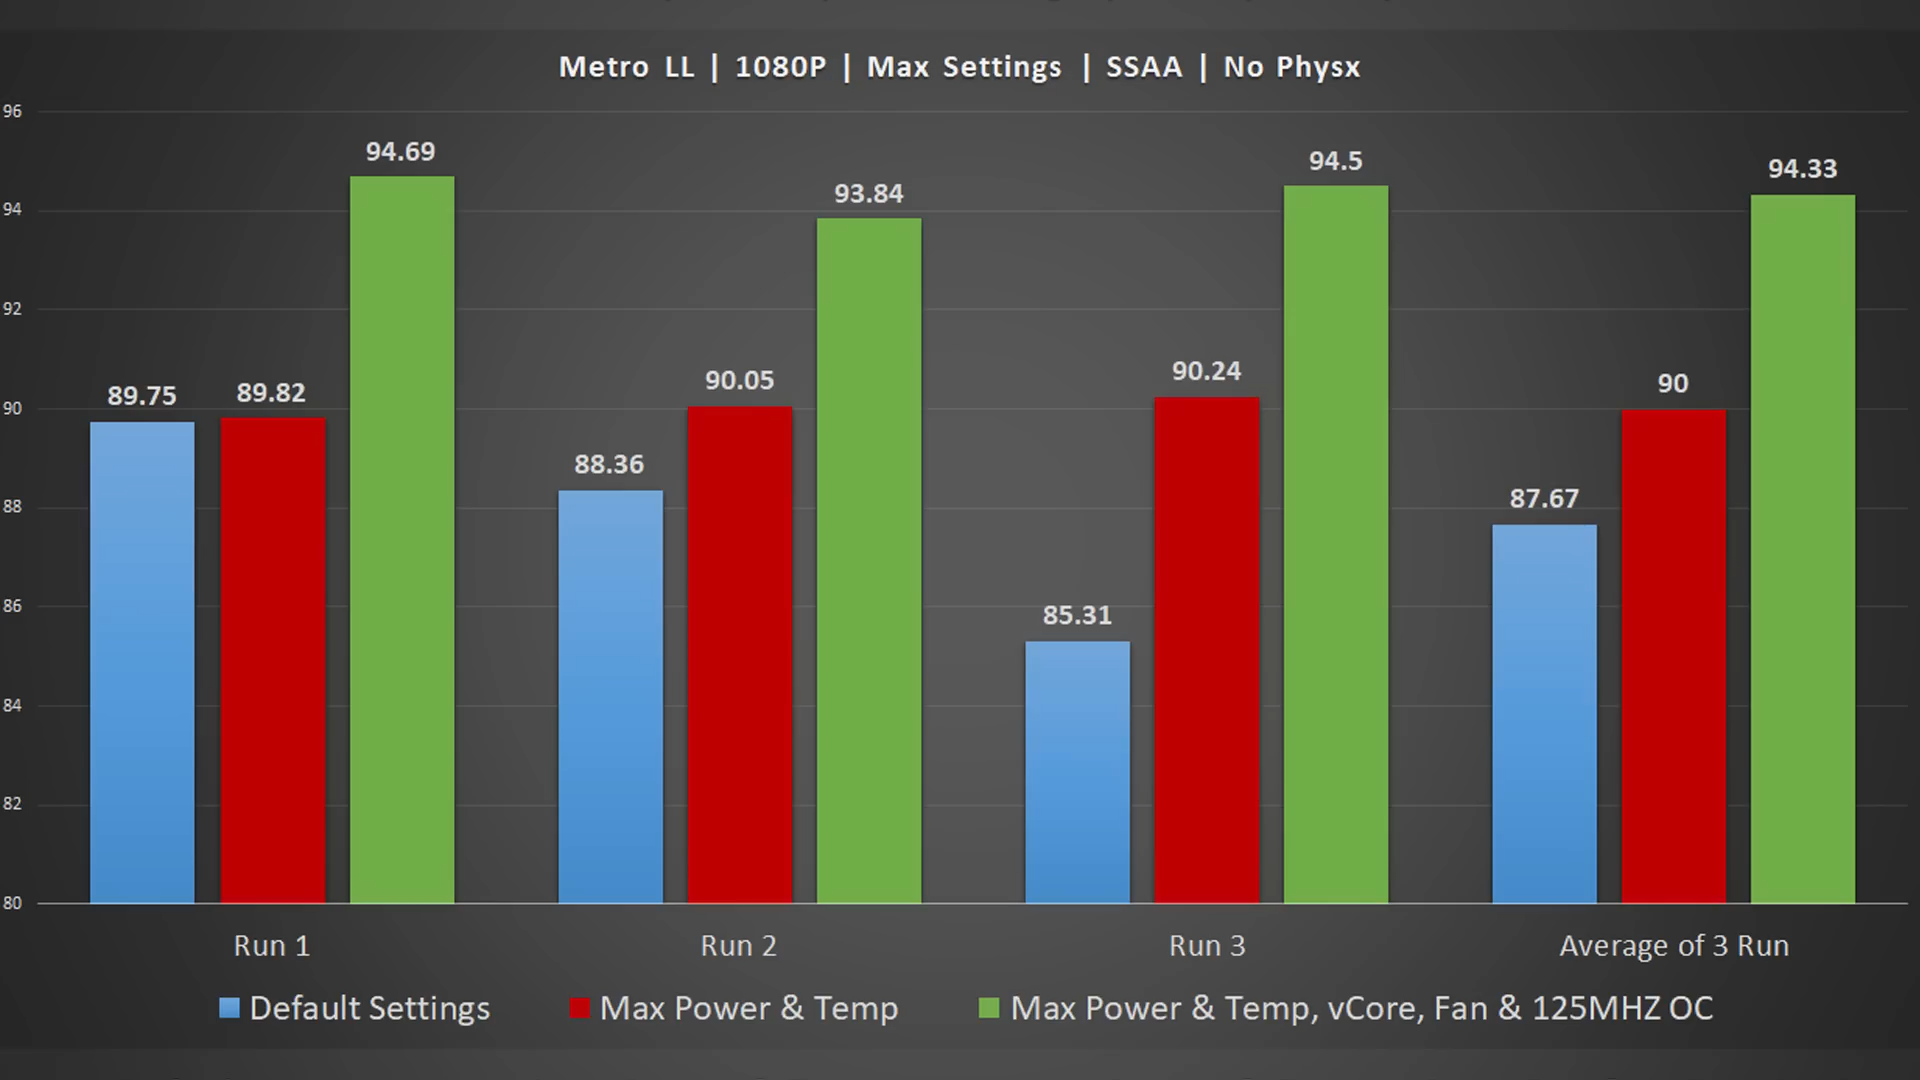 Metro LL | 1080P | Max Settings | SSAA | No Physx
96
94
92
90
88
86
84
82
80
89.75
89.82
94.69
88.36
90.05
93.84
85.31
90.24
94.5
87.67
90
94.33
Run 1
Run 2
Run 3
Average of 3 Run
Default Settings
Max Power & Temp
Max Power & Temp, vCore, Fan & 125MHZ OC